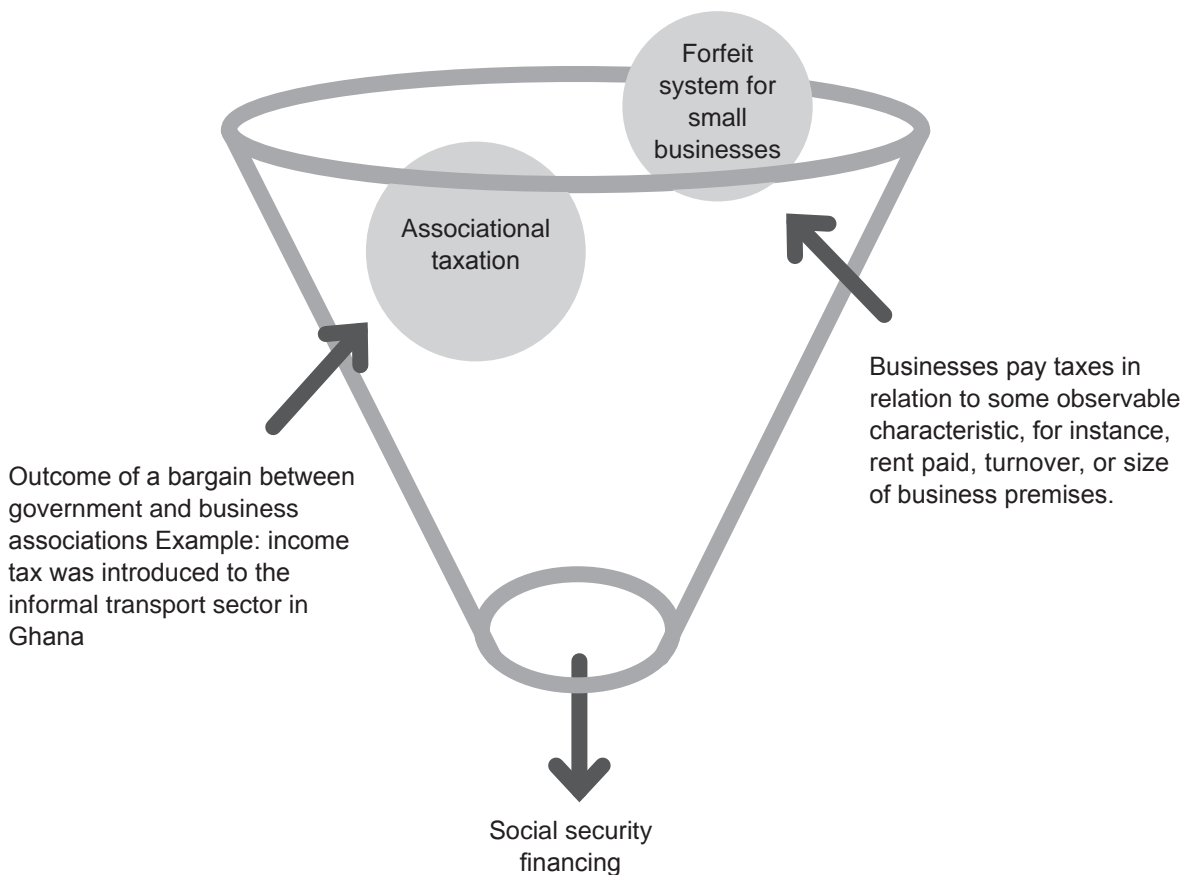 Forfeit
system for
small
businesses
Associational
taxation
Businesses pay taxes in
relation to some observable
characteristic, for instance,
rent paid, turnover, or size
of business premises.
Outcome of a bargain between
government and business
associations Example: income
tax was introduced to the
informal transport sector in
Ghana
Social security
financing